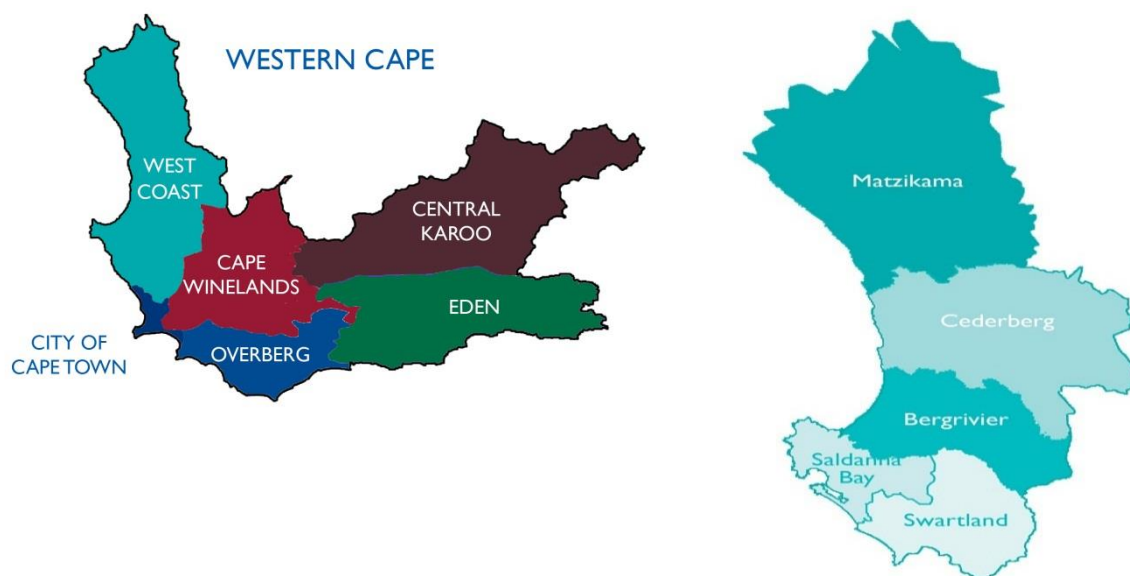 WESTERN CAPE
WEST
COAST
CENTRAL
KAROO
CAPE
WINELANDS
EDEN
CITY OF
CAPE TOWN
OVERBERG
Matzikama
Cederberg
Bergrivier
Saldanha
Bay
Swartland